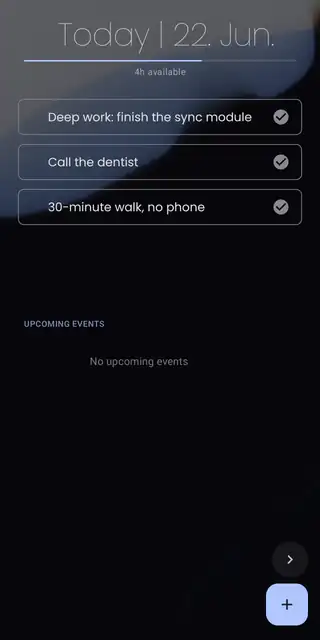 Today | 22. Jun.
4h available
Deep work: finish the sync module
Call the dentist
30-minute walk, no phone
UPCOMING EVENTS
No upcoming events